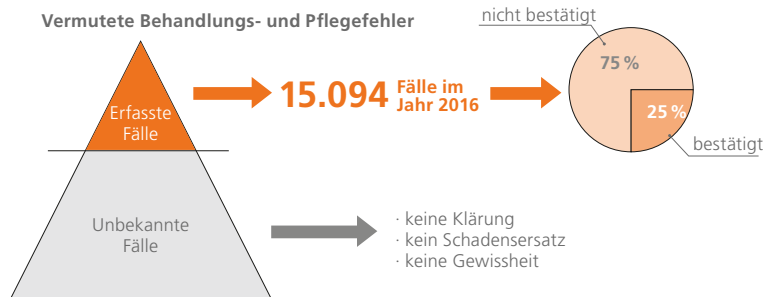 Vermutete Behandlungs- und Pflegefehler
nicht bestätigt
75 %
25 %
bestätigt
Erfasste
Fälle
15.094 Fälle im
Jahr 2016
Unbekannte
Fälle
· keine Klärung
· kein Schadensersatz
· keine Gewissheit